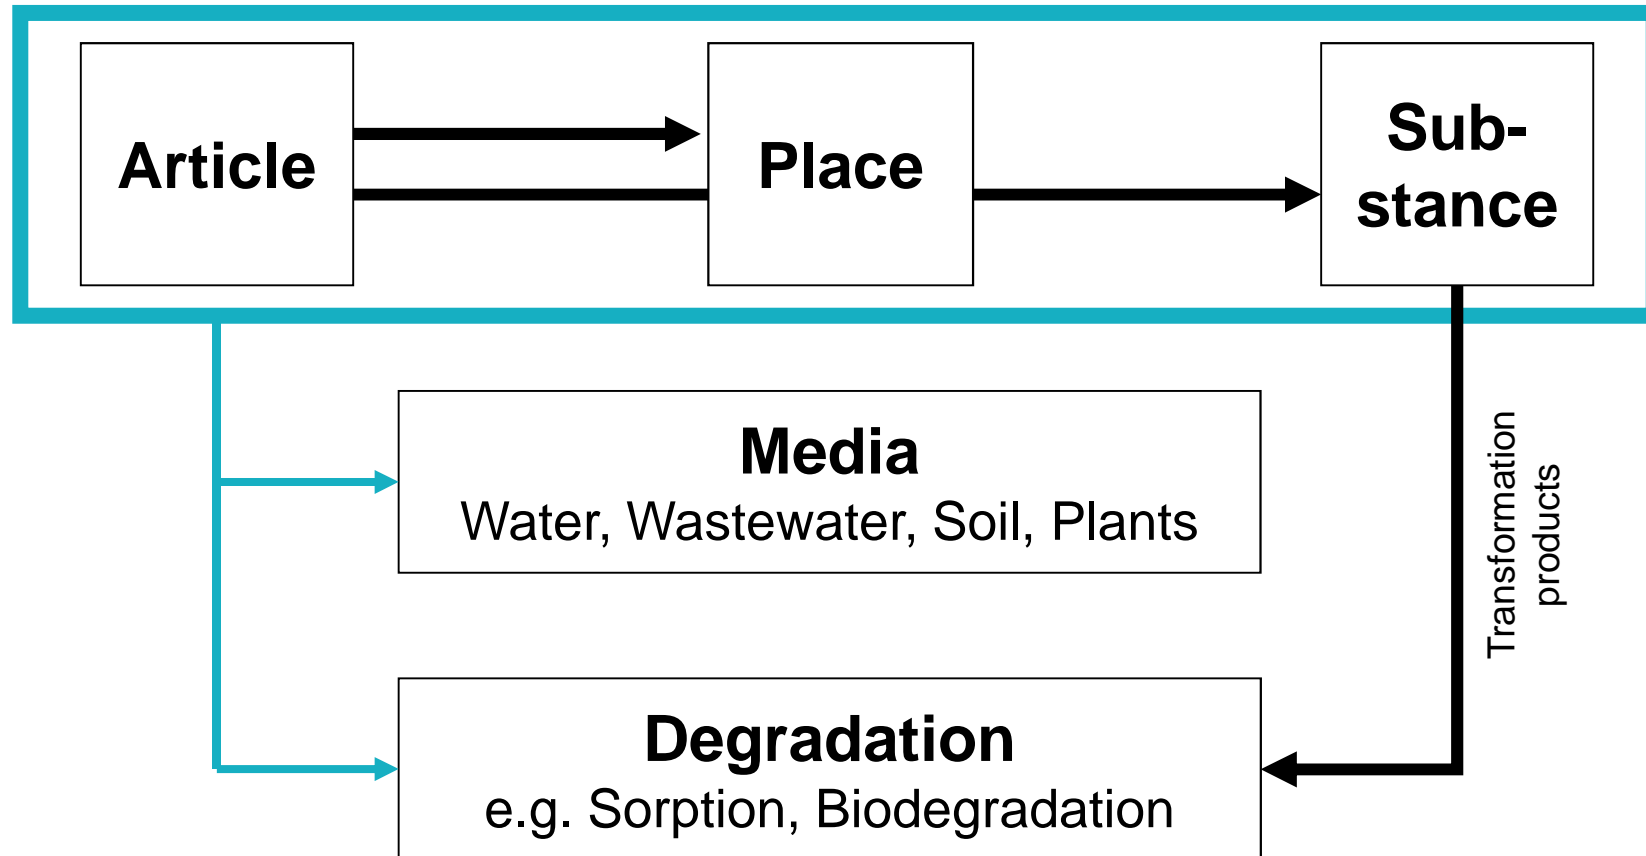 Article
Place
Sub-
stance
Media
Water, Wastewater, Soil, Plants
Transformation
products
Degradation
e.g. Sorption, Biodegradation